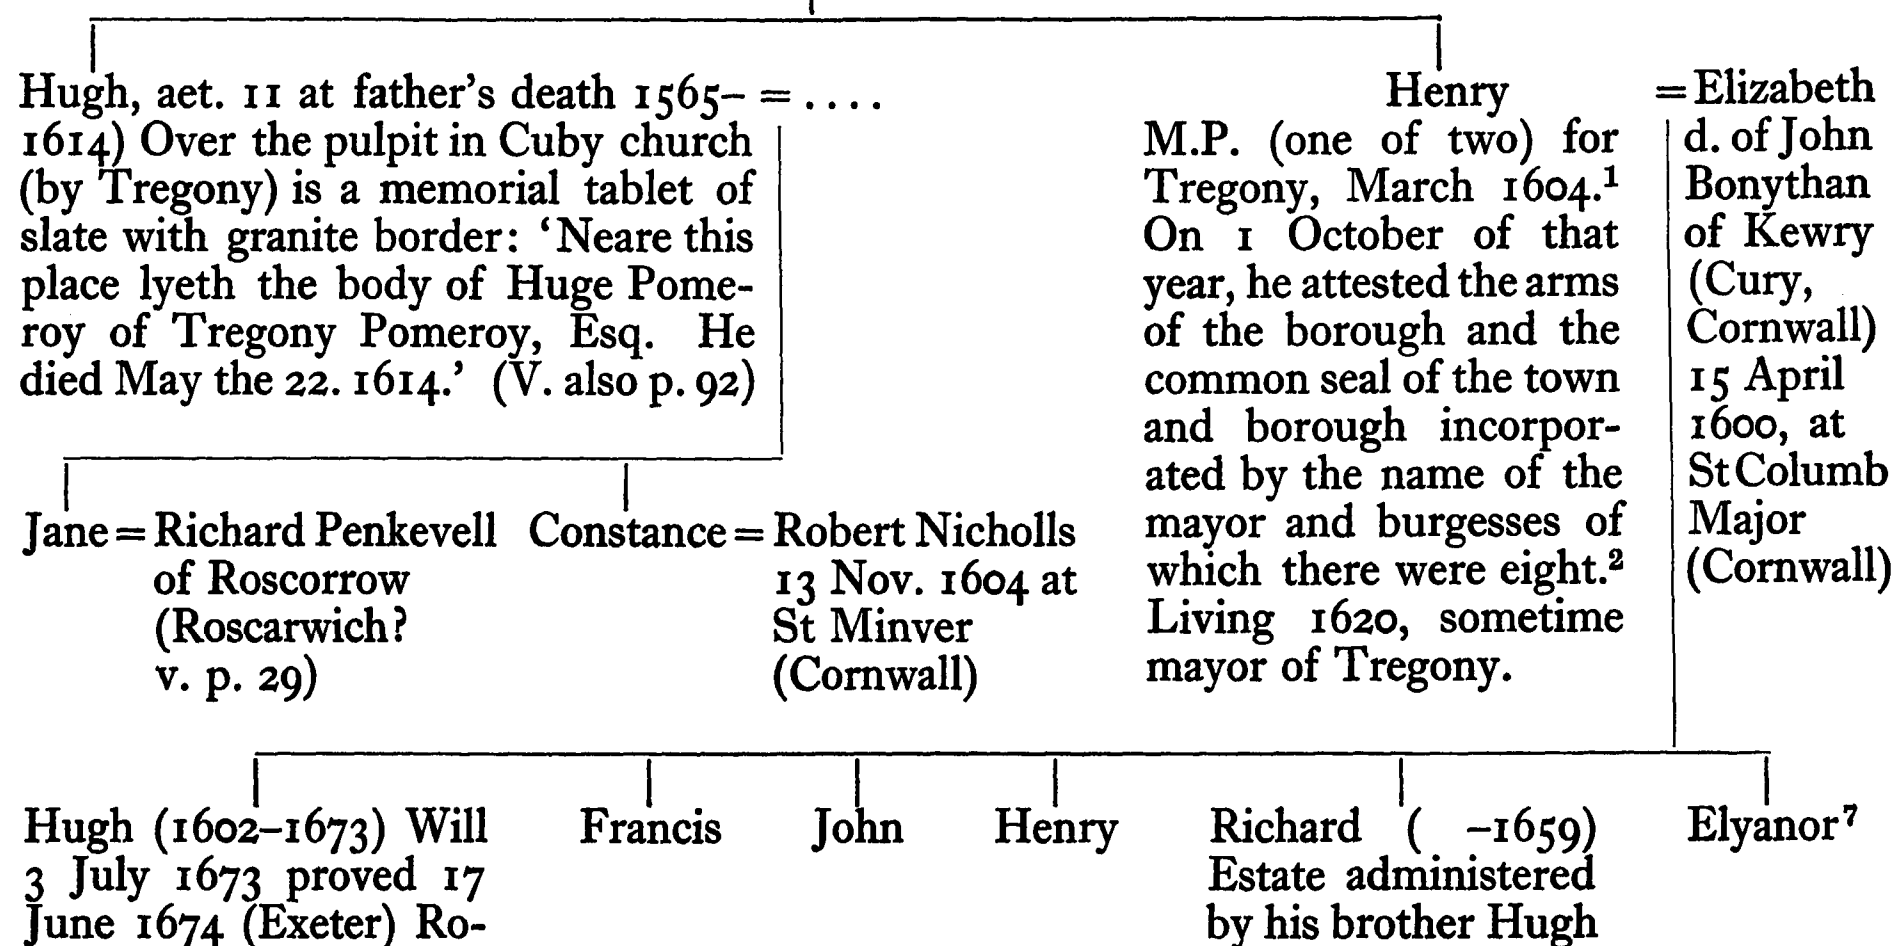 Hugh, aet. 11 at father's death 1565– = ....
1614) Over the pulpit in Cuby church
(by Tregony) is a memorial tablet of
slate with granite border: ‘Neare this
place lyeth the body of Huge Pome-
roy of Tregony Pomeroy, Esq. He
died May the 22. 1614.’ (V. also p. 92)
Henry
M.P. (one of two) for
Tregony, March 1604.¹
On 1 October of that
year, he attested the arms
of the borough and the
common seal of the town
and borough incorpor-
ated by the name of the
mayor and burgesses of
which there were eight.²
Living 1620, sometime
mayor of Tregony.
= Elizabeth
d. of John
Bonythan
of Kewry
(Cury,
Cornwall)
15 April
1600, at
St Columb
Major
(Cornwall)
Jane = Richard Penkevell
of Roscorrow
(Roscarwich?
v. p. 29)
Constance = Robert Nicholls
13 Nov. 1604 at
St Minver
(Cornwall)
Hugh (1602–1673) Will
3 July 1673 proved 17
June 1674 (Exeter) Ro-
Francis
John
Henry
Richard ( –1659)
Estate administered
by his brother Hugh
Elyanor⁷